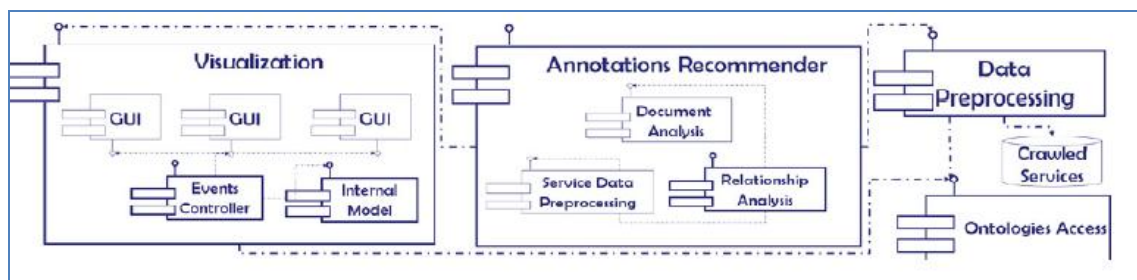 Visualization
GUI
GUI
GUI
Events
Controller
Internal
Model
Annotations Recommender
Document
Analysis
Service Data
Preprocessing
Relationship
Analysis
Data
Preprocessing
Crawled
Services
Ontologies Access